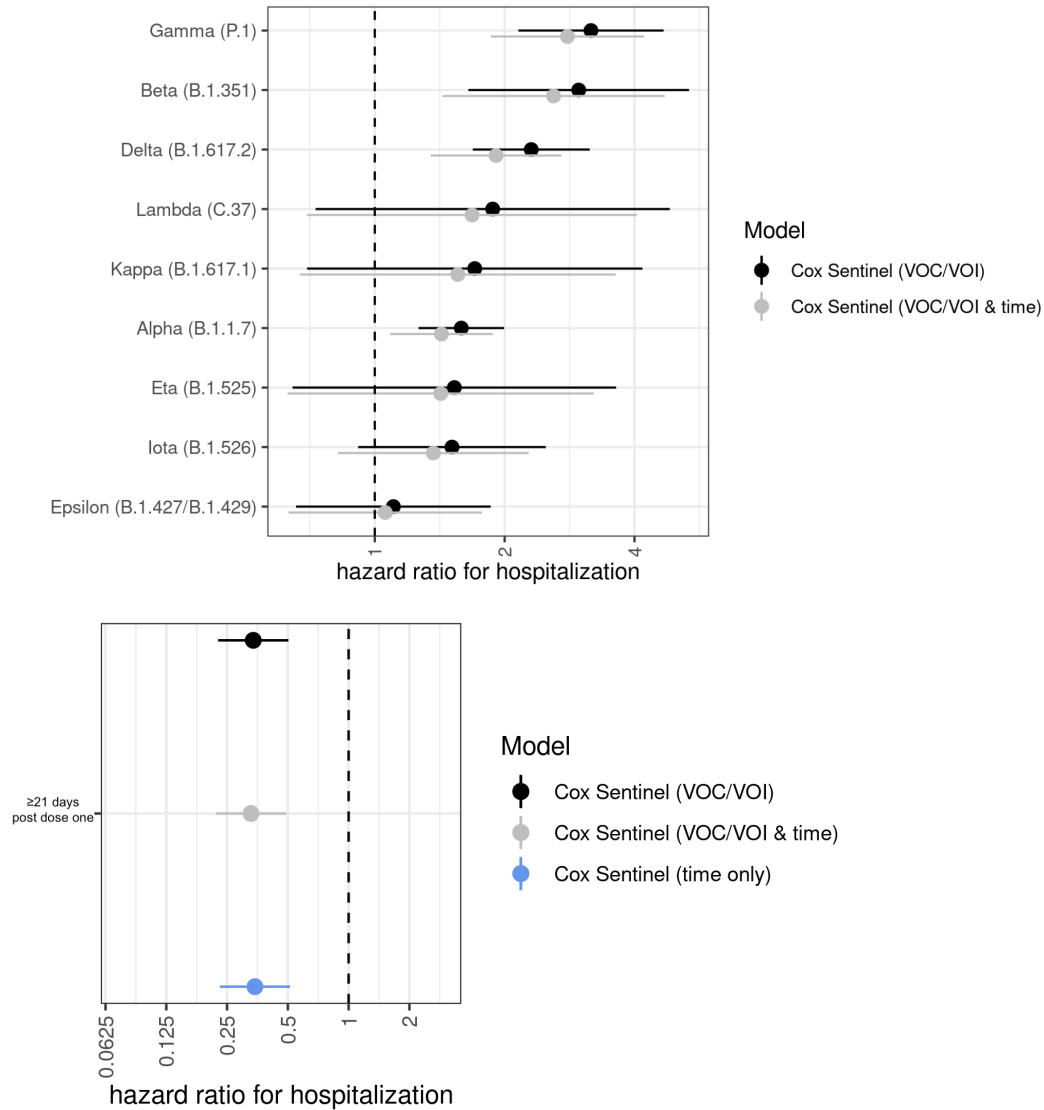 Gamma (P.1)
Beta (B.1.351)
Delta (B.1.617.2)
Lambda (C.37)
Kappa (B.1.617.1)
Alpha (B.1.1.7)
Eta (B.1.525)
Iota (B.1.526)
Epsilon (B.1.427/B.1.429)
1 2 4
hazard ratio for hospitalization
Model
Cox Sentinel (VOC/VOI)
Cox Sentinel (VOC/VOI & time)
≥21 days
post dose one
0.0625 0.125 0.25 0.5 1 2
hazard ratio for hospitalization
Model
Cox Sentinel (VOC/VOI)
Cox Sentinel (VOC/VOI & time)
Cox Sentinel (time only)